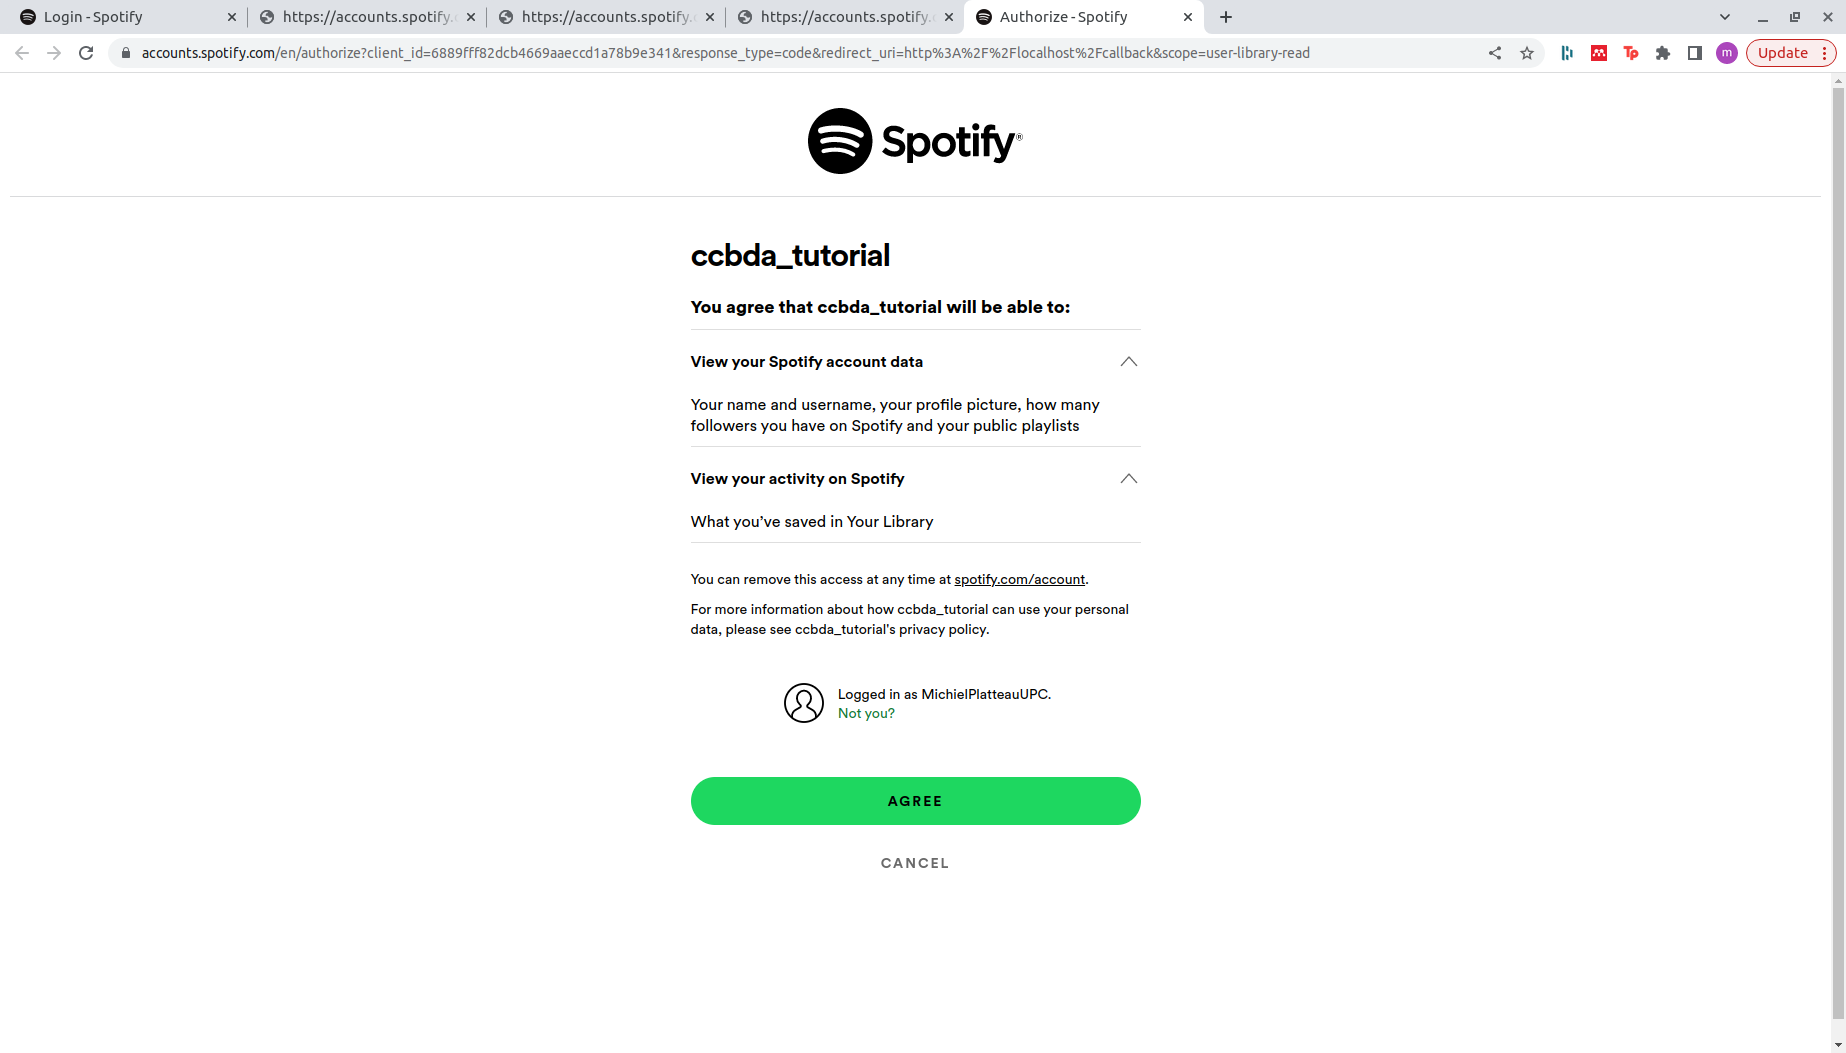 Login - Spotify
https://accounts.spotify.
https://accounts.spotify.
https://accounts.spotify.
Authorize - Spotify
accounts.spotify.com/en/authorize?client_id=6889fff82dcb4669aaeccd1a78b9e341&response_type=code&redirect_uri=http%3A%2F%2Flocalhost%2Fcallback&scope=user-library-read
Tp
m
Update
Spotify®
ccbda_tutorial
You agree that ccbda_tutorial will be able to:
View your Spotify account data
Your name and username, your profile picture, how many
followers you have on Spotify and your public playlists
View your activity on Spotify
What you’ve saved in Your Library
You can remove this access at any time at spotify.com/account.
For more information about how ccbda_tutorial can use your personal
data, please see ccbda_tutorial's privacy policy.
Logged in as MichielPlatteauUPC.
Not you?
AGREE
CANCEL